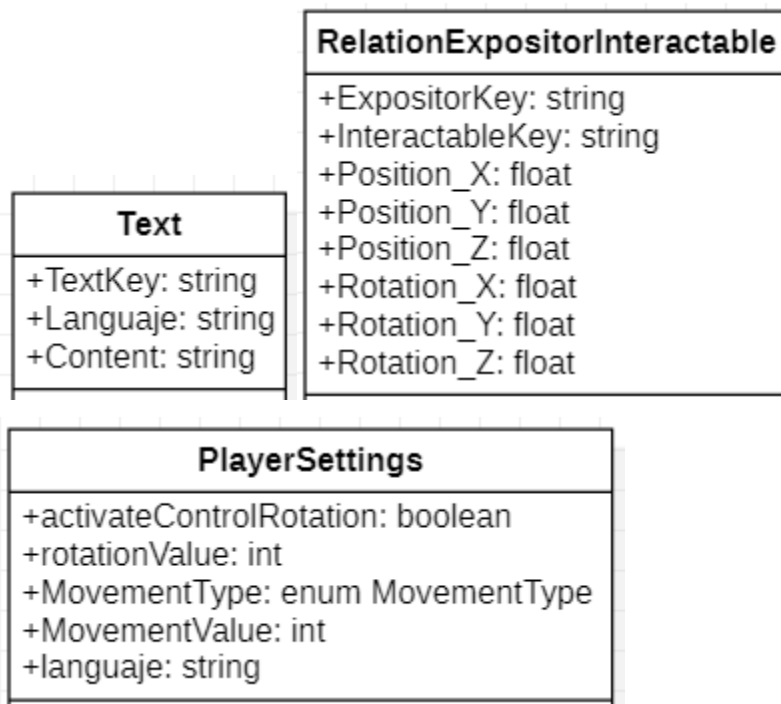 RelationExpositorInteractable
+ExpositorKey: string
+InteractableKey: string
+Position_X: float
+Position_Y: float
+Position_Z: float
+Rotation_X: float
+Rotation_Y: float
+Rotation_Z: float
Text
+TextKey: string
+Languaje: string
+Content: string
PlayerSettings
+activateControlRotation: boolean
+rotationValue: int
+MovementType: enum MovementType
+MovementValue: int
+languaje: string